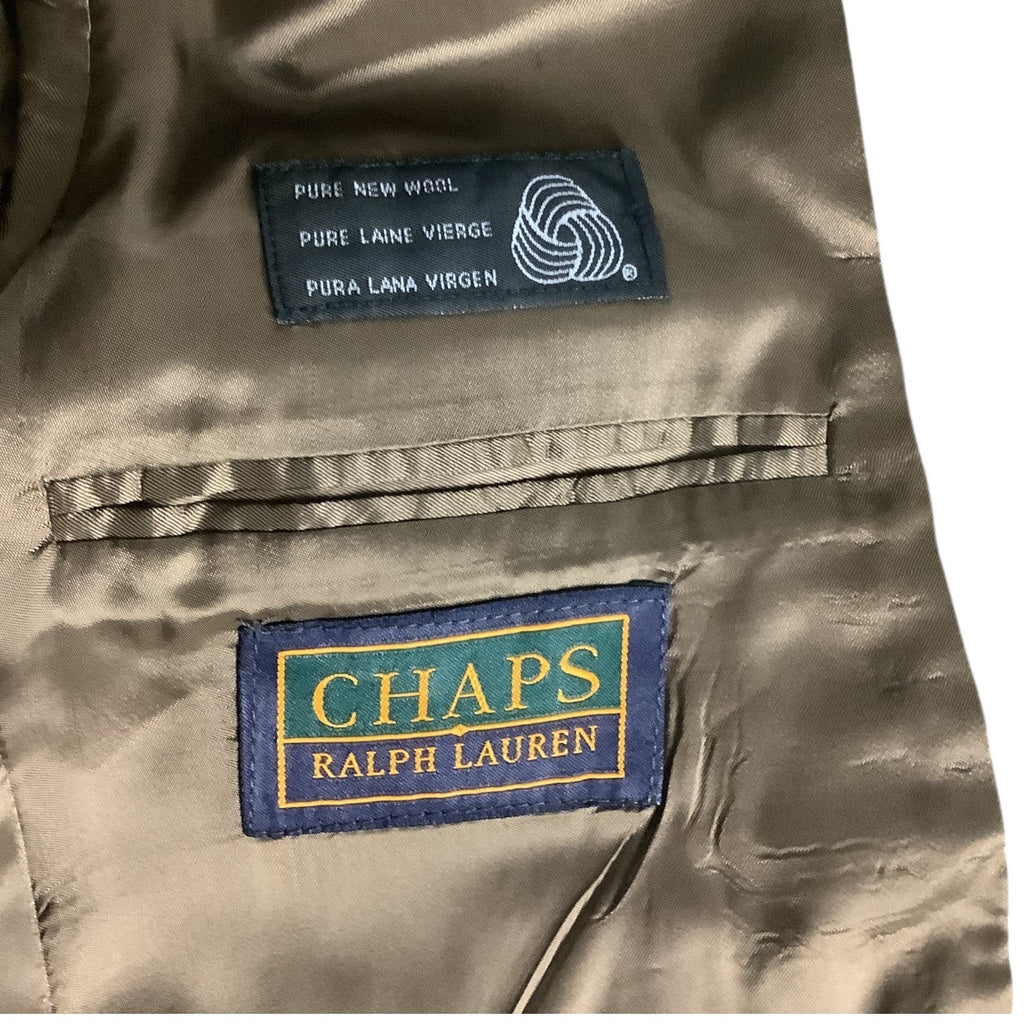 PURE NEW WOOL
PURE LAINE VIERGE
PURA LANA VIRGEN
®
CHAPS
RALPH LAUREN